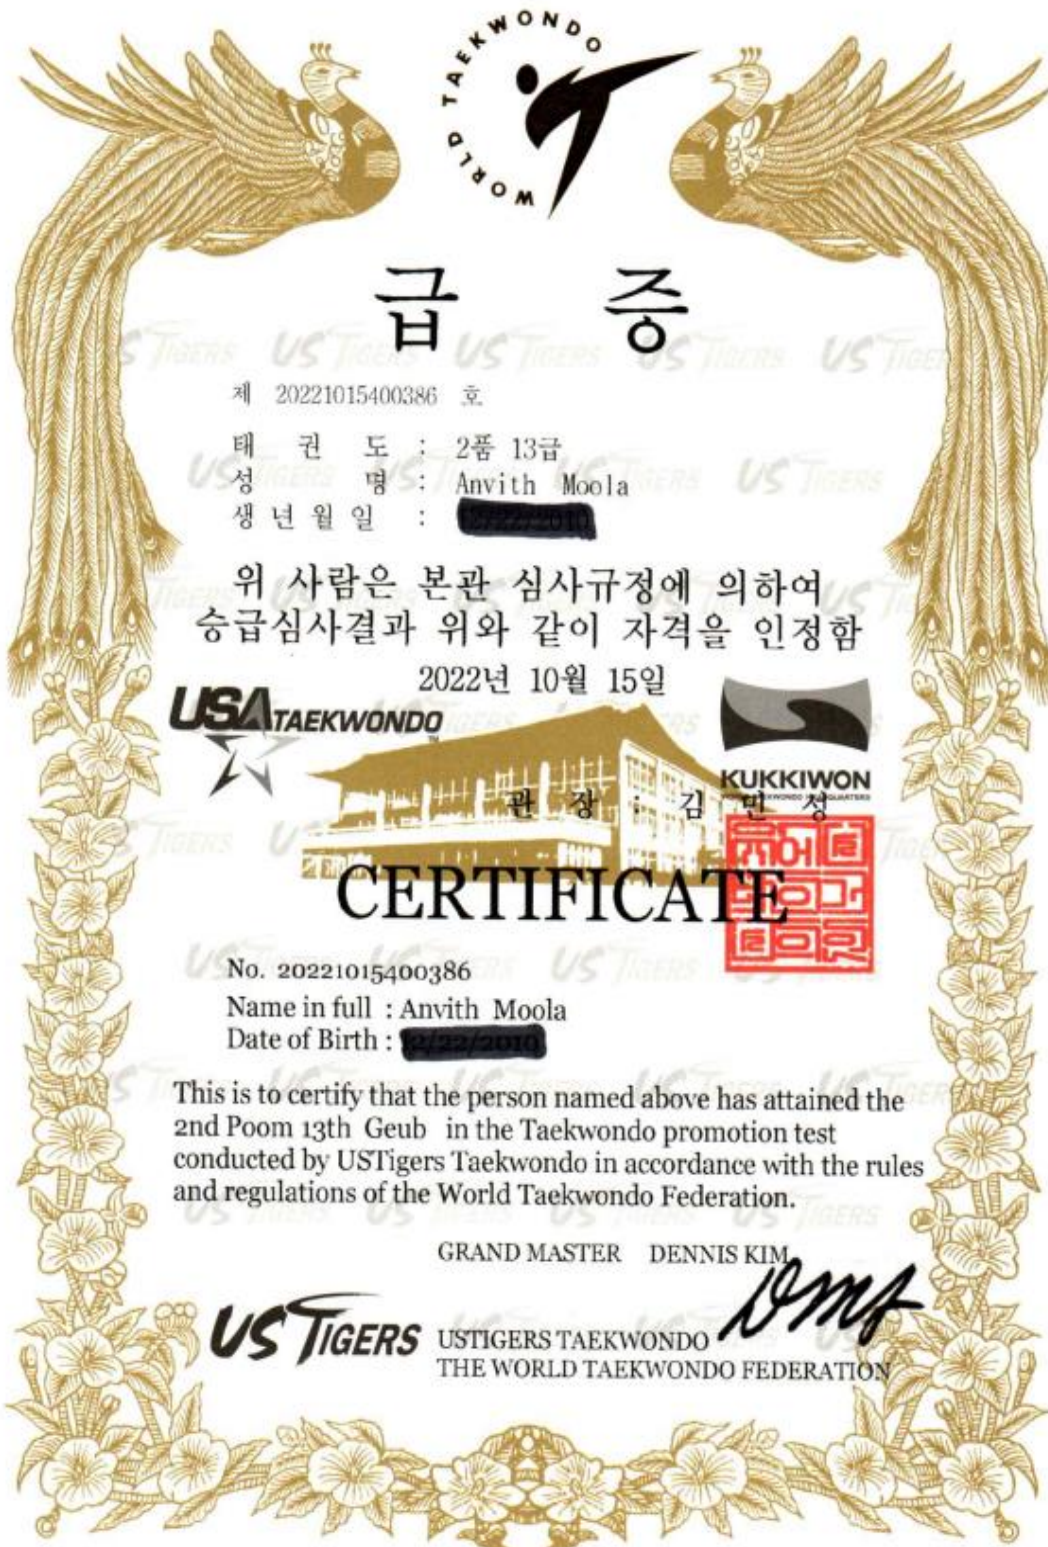 WORLD TAEKWONDO
급 증
제 20221015400386 호
태 권 도 : 2품 13급
성 명 : Anvith Moola
생 년 월 일 :
위 사람은 본관 심사규정에 의하여
승급심사결과 위와 같이 자격을 인정함
2022년 10월 15일
USA TAEKWONDO
KUKKIWON
관 장 : 김 민 성
CERTIFICATE
No. 20221015400386
Name in full : Anvith Moola
Date of Birth :
This is to certify that the person named above has attained the
2nd Poom 13th Geub in the Taekwondo promotion test
conducted by USTigers Taekwondo in accordance with the rules
and regulations of the World Taekwondo Federation.
GRAND MASTER DENNIS KIM
US TIGERS
USTIGERS TAEKWONDO
THE WORLD TAEKWONDO FEDERATION